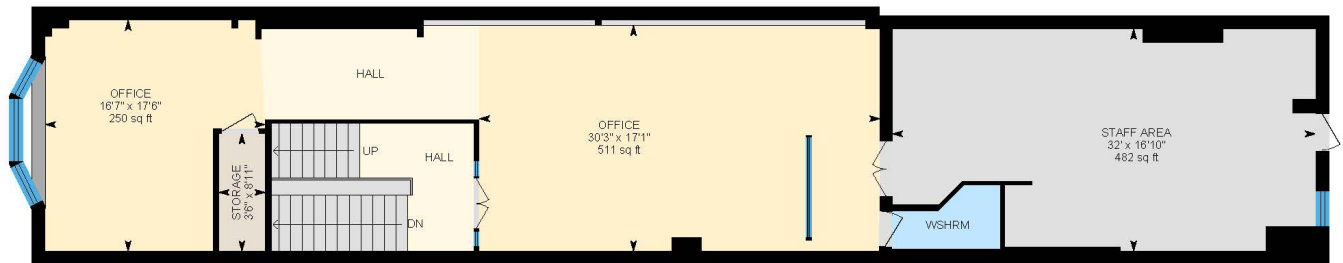 OFFICE
16'7" x 17'6"
250 sq ft
HALL
STORAGE
3'6" x 8'11"
UP
HALL
DN
OFFICE
30'3" x 17'1"
511 sq ft
WSHRM
STAFF AREA
32' x 16'10"
482 sq ft